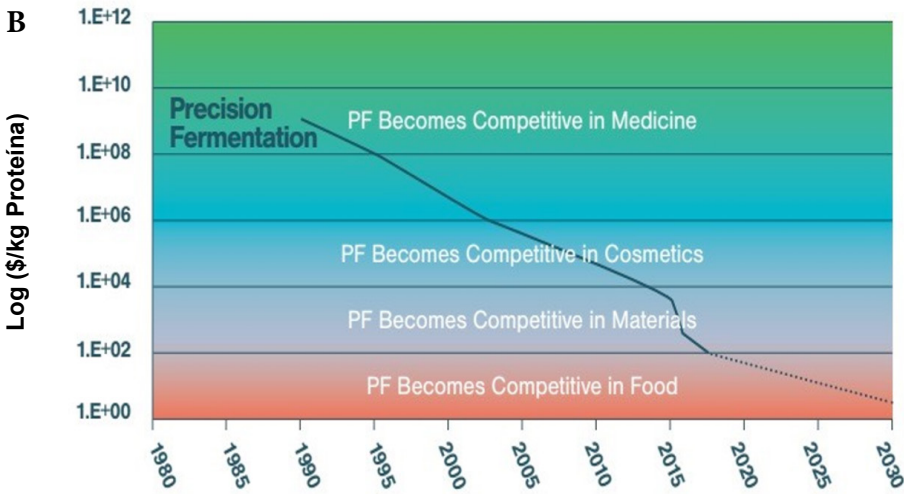 B
Log ($/kg Proteína)
1.E+12
1.E+10
1.E+08
1.E+06
1.E+04
1.E+02
1.E+00
Precision
Fermentation
PF Becomes Competitive in Medicine
PF Becomes Competitive in Cosmetics
PF Becomes Competitive in Materials
PF Becomes Competitive in Food
1980
1985
1990
1995
2000
2005
2010
2015
2020
2025
2030